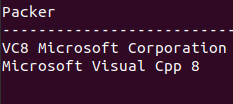 Packer
----------------------------
VC8 Microsoft Corporation
Microsoft Visual Cpp 8